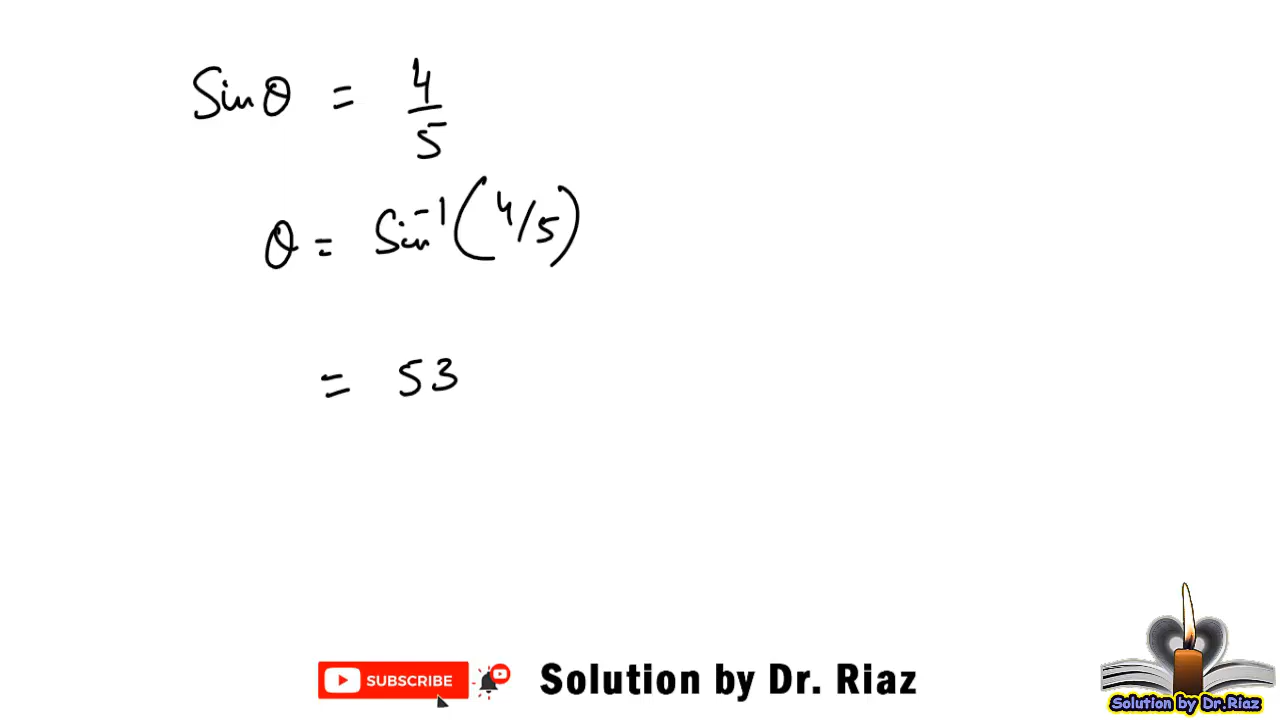 Sinθ = 4/5
θ = Sin⁻¹(4/5)
= 53
SUBSCRIBE
Solution by Dr. Riaz
Solution by Dr.Riaz